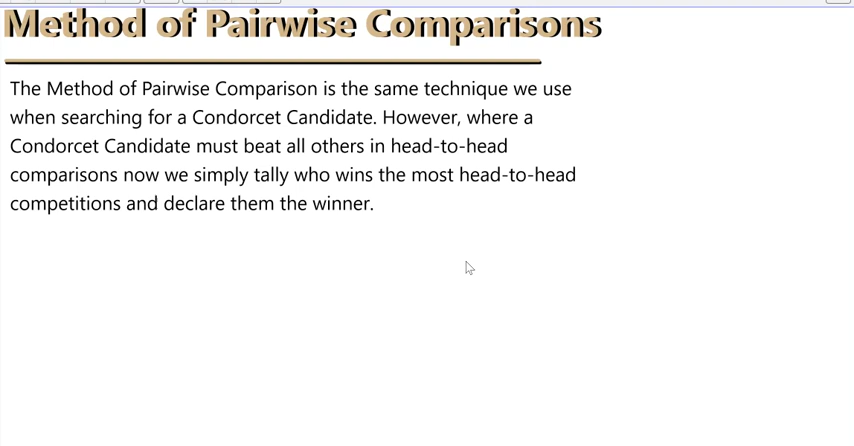 Method of Pairwise Comparisons
The Method of Pairwise Comparison is the same technique we use
when searching for a Condorcet Candidate. However, where a
Condorcet Candidate must beat all others in head-to-head
comparisons now we simply tally who wins the most head-to-head
competitions and declare them the winner.